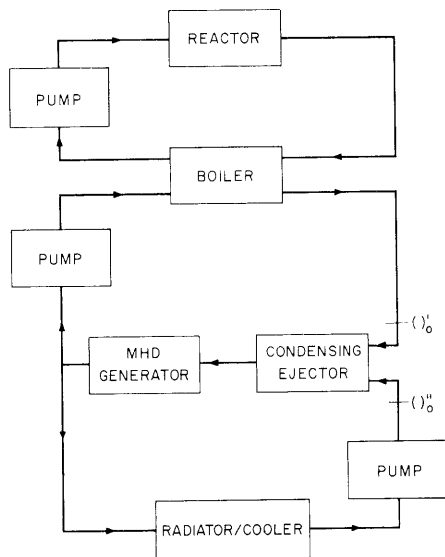 REACTOR
PUMP
BOILER
PUMP
( )'₀
MHD
GENERATOR
CONDENSING
EJECTOR
( )"₀
PUMP
RADIATOR/COOLER